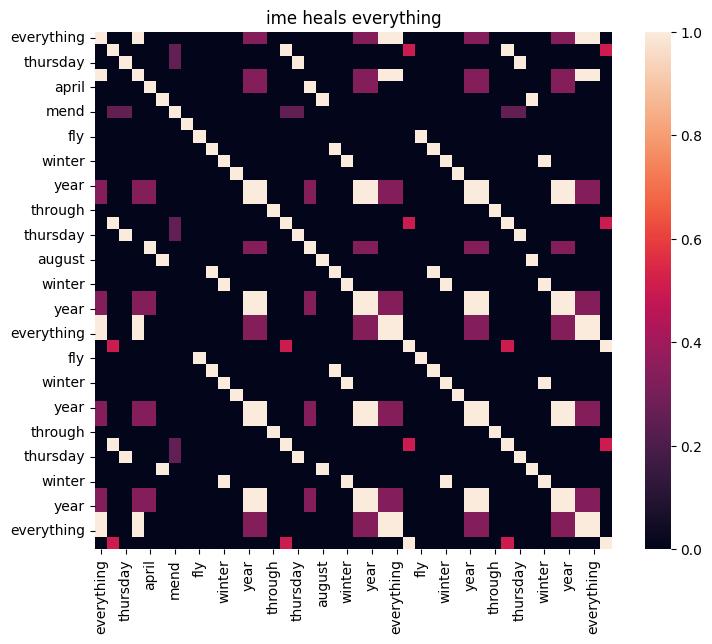 ime heals everything
everything
thursday
april
mend
fly
winter
year
through
thursday
august
winter
year
everything
fly
winter
year
through
thursday
winter
year
everything
1.0
0.8
0.6
0.4
0.2
0.0
everything
thursday
april
mend
fly
winter
year
through
thursday
august
winter
year
everything
fly
winter
year
through
thursday
winter
year
everything